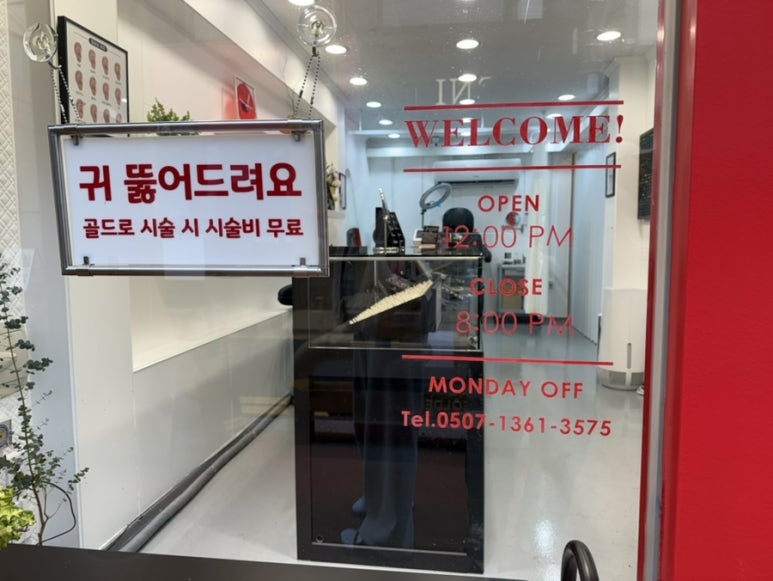 귀 뚫어드려요
골드로 시술 시 시술비 무료
WELCOME!
OPEN
12:00 PM
CLOSE
8:00 PM
MONDAY OFF
Tel.0507-1361-3575